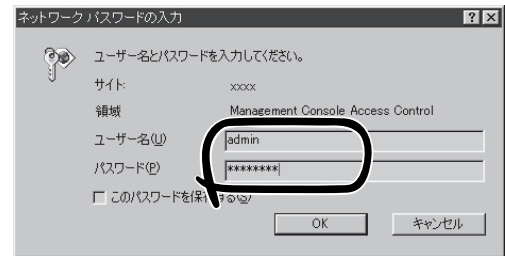 ネットワーク パスワードの入力
ユーザー名とパスワードを入力してください。
サイト: xxxx
領域 Management Console Access Control
ユーザー名(U) admin
パスワード(P) ********
このパスワードを保存する(S)
OK キャンセル